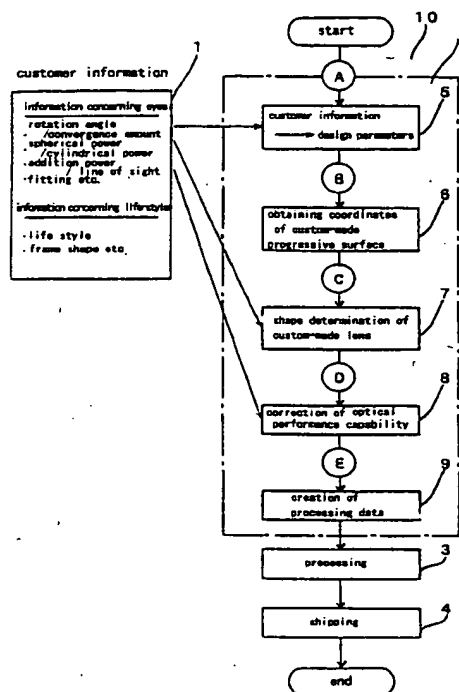 start
10
1
customer information
A
information concerning eyes
· rotation angle
/convergence amount
· spherical power
/cylindrical power
· addition power
/ line of sight
· fitting etc.
information concerning lifestyles
· life style
· frame shape etc
customer information
design parameters
5
B
obtaining coordinates
of custom-made
progressive surface
6
C
shape determination of
custom-made lens
7
D
correction of optical
performance capability
8
E
creation of
processing data
9
processing
3
shipping
4
end